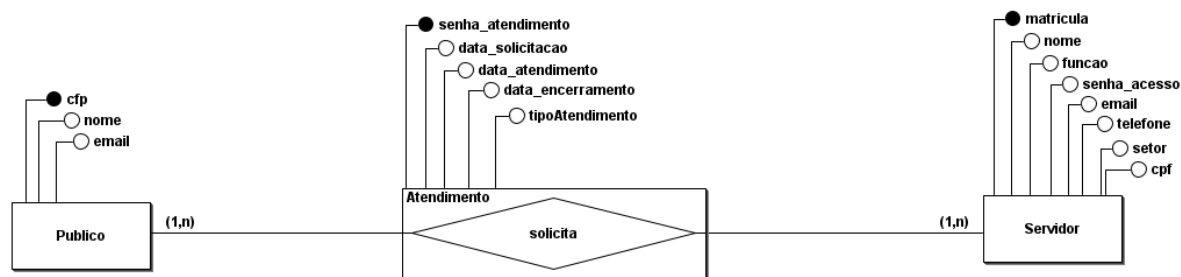 senha_atendimento
data_solicitacao
data_atendimento
data_encerramento
tipoAtendimento
matricula
nome
funcao
senha_acesso
email
telefone
setor
cpf
cfp
nome
email
Atendimento
Publico
(1,n)
solicita
(1,n)
Servidor